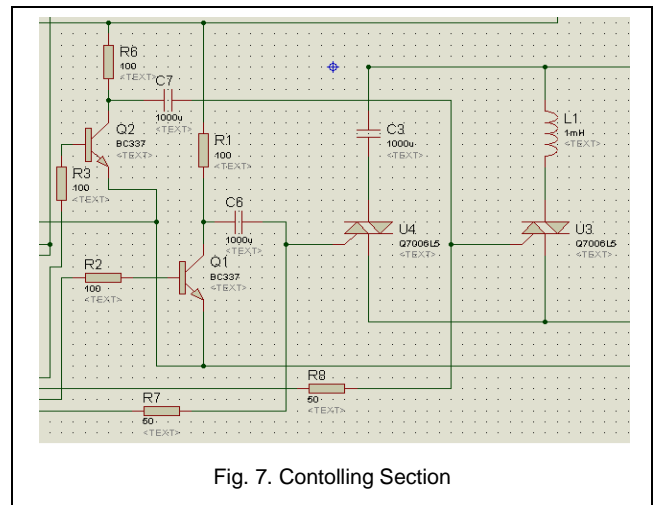 R6
100
<TEXT>
C7
1000u
<TEXT>
Q2
BC337
<TEXT>
R1
100
<TEXT>
C3
1000u
<TEXT>
L1
1mH
<TEXT>
R3
100
<TEXT>
C6
1000u
<TEXT>
U4
Q7006L5
<TEXT>
U3
Q7006L5
<TEXT>
R2
100
<TEXT>
Q1
BC337
<TEXT>
R8
50
<TEXT>
R7
50
<TEXT>
Fig. 7. Contolling Section